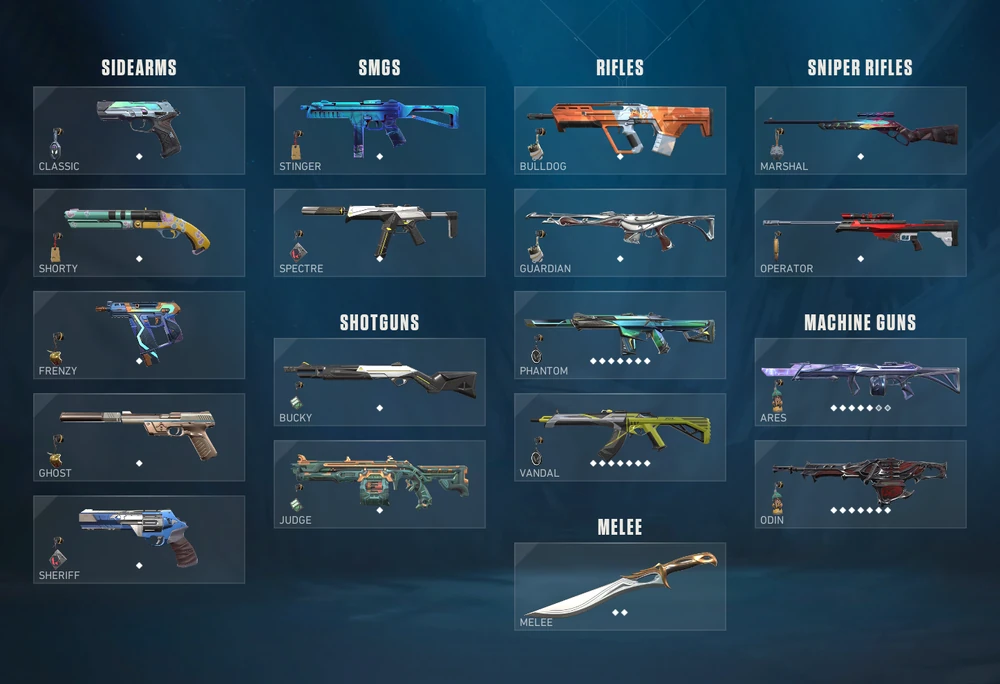 SIDEARMS
CLASSIC
SHORTY
FRENZY
GHOST
SHERIFF
SMGS
STINGER
SPECTRE
SHOTGUNS
BUCKY
JUDGE
RIFLES
BULLDOG
GUARDIAN
PHANTOM
VANDAL
MELEE
MELEE
SNIPER RIFLES
MARSHAL
OPERATOR
MACHINE GUNS
ARES
ODIN